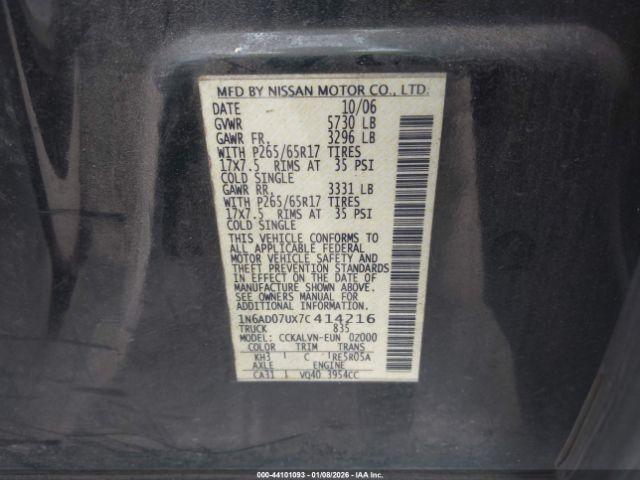 MFD BY NISSAN MOTOR CO., LTD.
DATE 10/06
GVWR 5730 LB
GAWR FR. 3296 LB
WITH P265/65R17 TIRES
17X7.5 RIMS AT 35 PSI
COLD SINGLE
GAWR RR. 3331 LB
WITH P265/65R17 TIRES
17X7.5 RIMS AT 35 PSI
COLD SINGLE
THIS VEHICLE CONFORMS TO
ALL APPLICABLE FEDERAL
MOTOR VEHICLE SAFETY AND
THEFT PREVENTION STANDARDS
IN EFFECT ON THE DATE OF
MANUFACTURE SHOWN ABOVE.
SEE OWNERS MANUAL FOR
ADDITIONAL INFORMATION.
1N6AD07UX7C414216
TRUCK 835
MODEL: CCKALVN-EUN 02000
COLOR TRIM TRANS
KH3 C RE5R05A
AXLE ENGINE
CA31 VQ40 3954CC
000-44101093 - 01/08/2026 - IAA Inc.